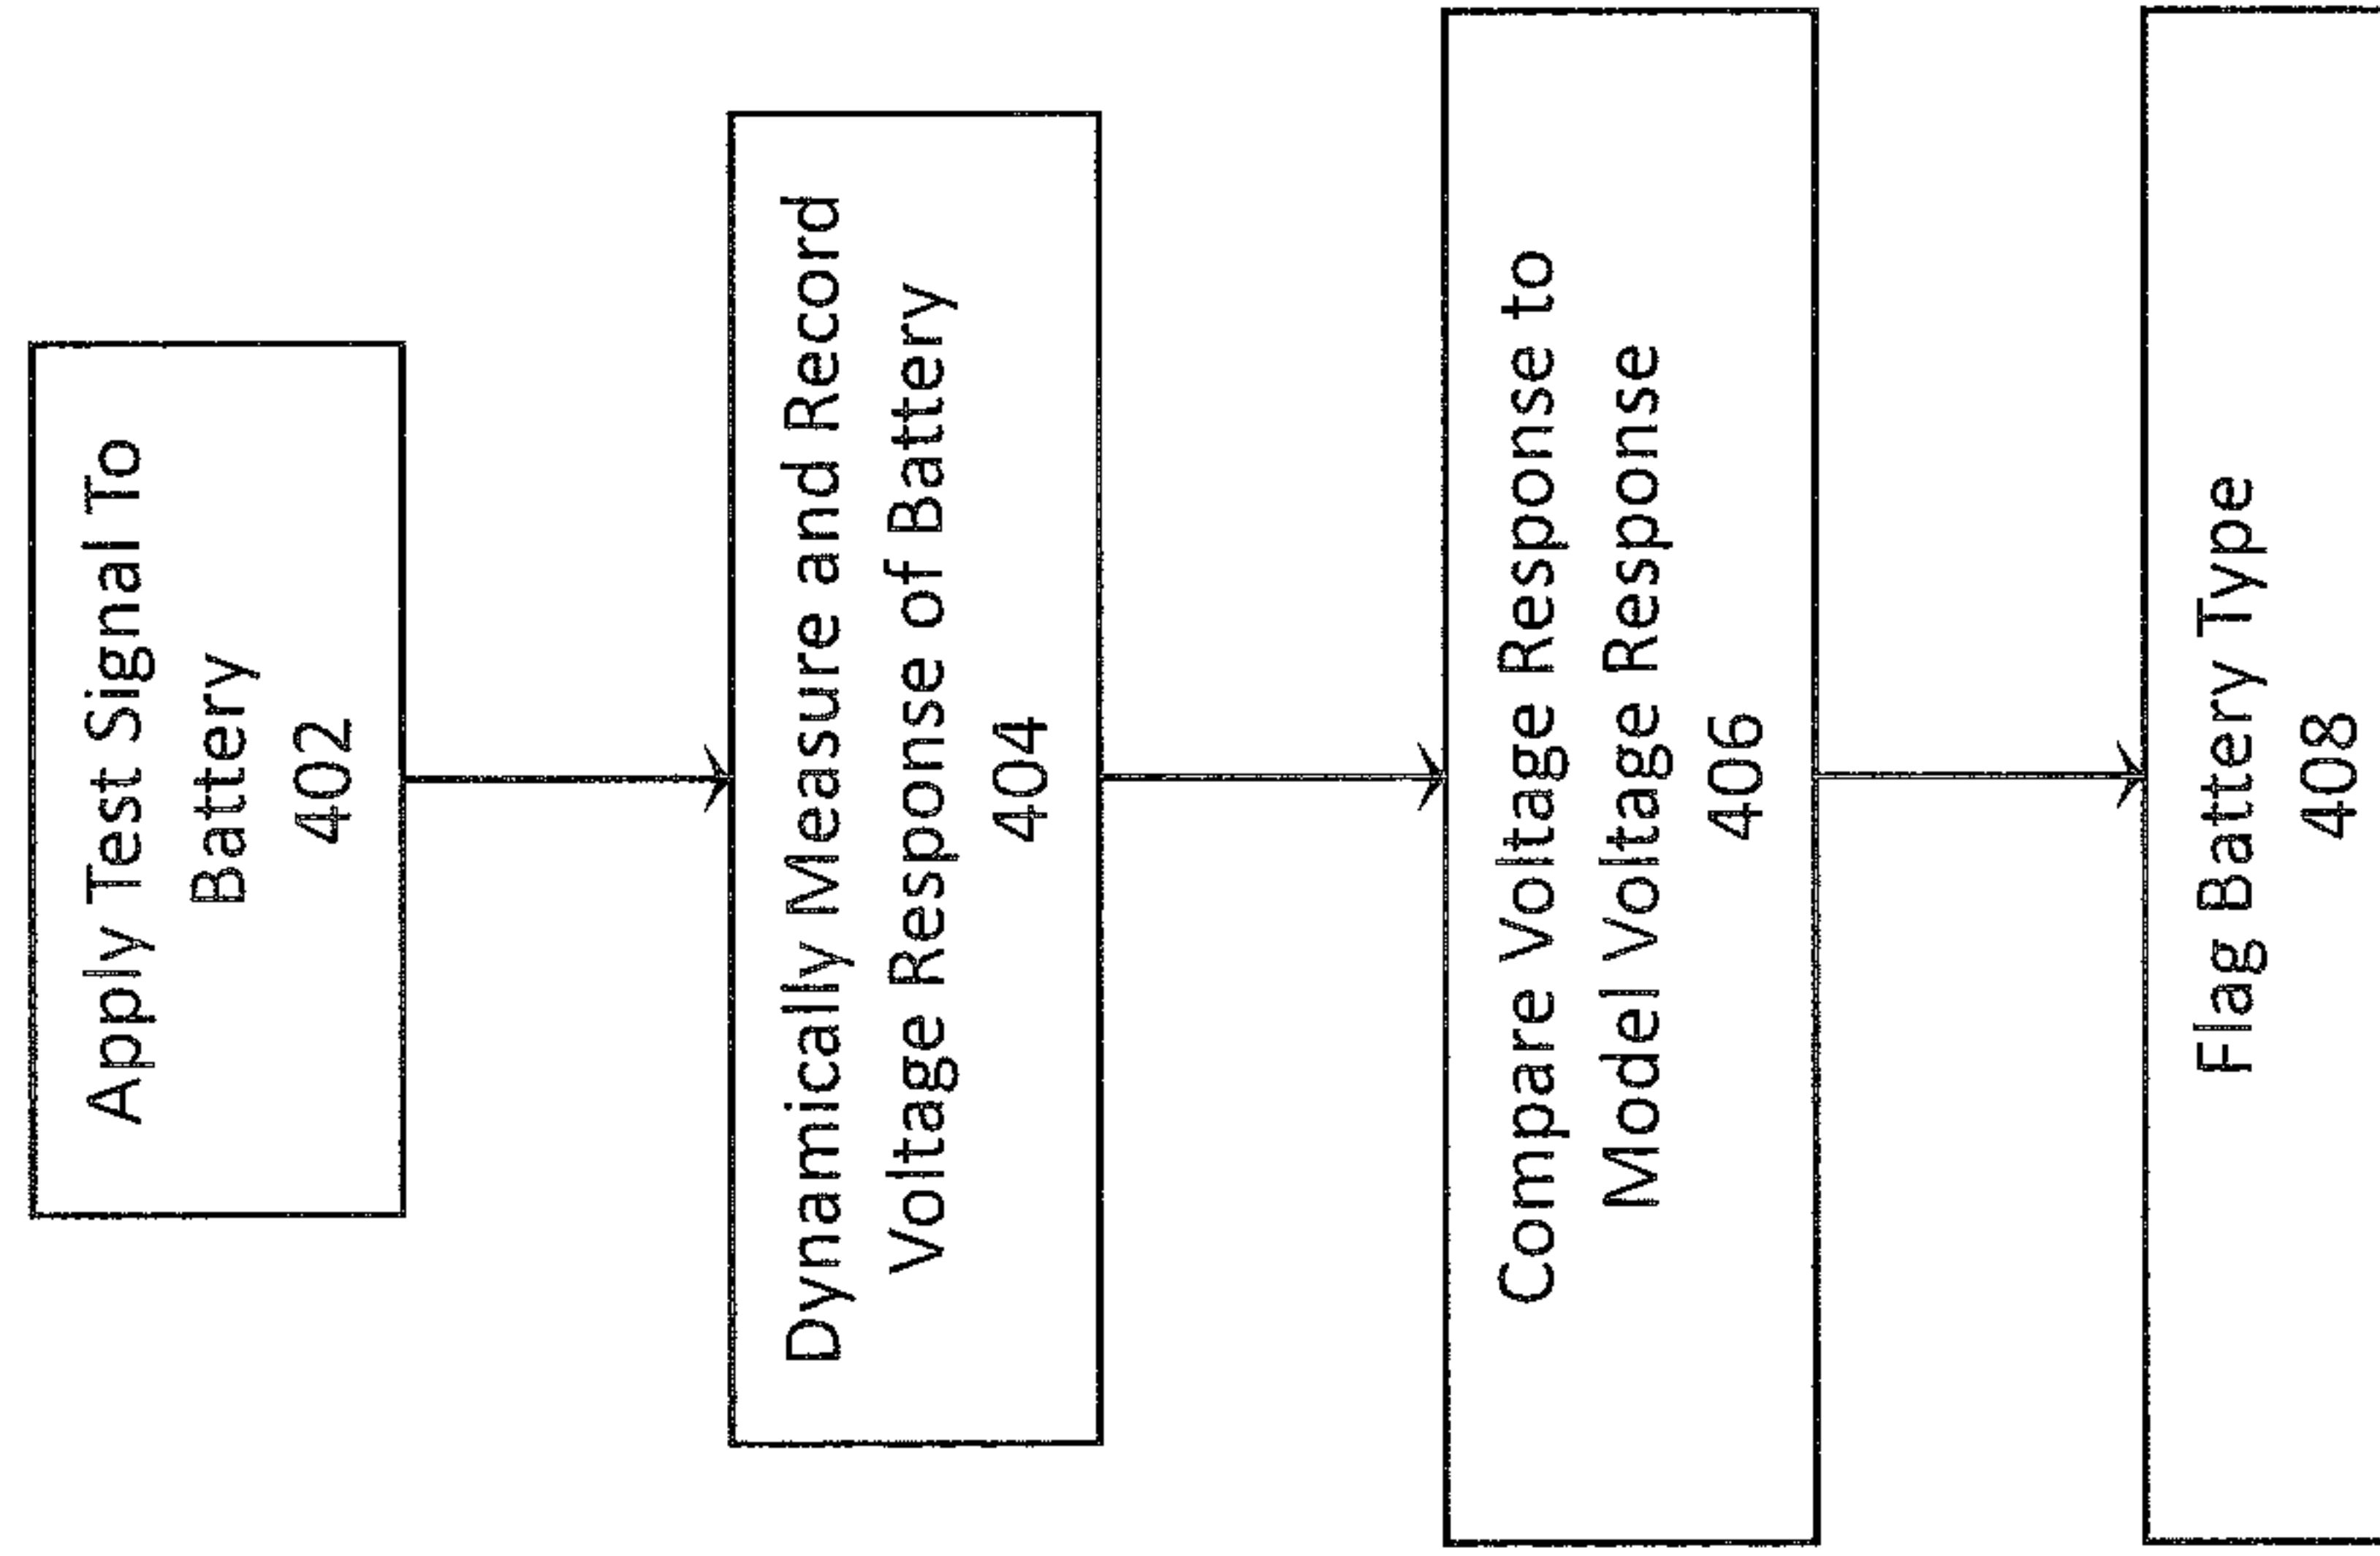 Apply Test Signal To
Battery
402
Dynamically Measure and Record
Voltage Response of Battery
404
Compare Voltage Response to
Model Voltage Response
406
Flag Battery Type
408